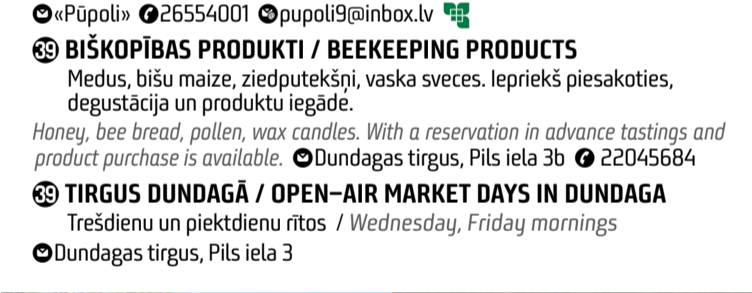 «Pūpoli» 26554001 pupoli9@inbox.lv
39 BIŠKOPĪBAS PRODUKTI / BEEKEEPING PRODUCTS
Medus, bišu maize, ziedputekšņi, vaska sveces. Iepriekš piesakoties,
degustācija un produktu iegāde.
Honey, bee bread, pollen, wax candles. With a reservation in advance tastings and
product purchase is available. Dundagas tirgus, Pils iela 3b 22045684
39 TIRGUS DUNDAGĀ / OPEN–AIR MARKET DAYS IN DUNDAGA
Trešdienu un piektdienu rītos / Wednesday, Friday mornings
Dundagas tirgus, Pils iela 3